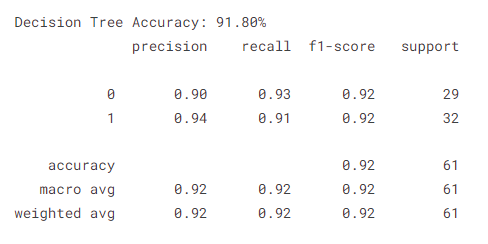 Decision Tree Accuracy: 91.80%
precision recall f1-score support
0 0.90 0.93 0.92 29
1 0.94 0.91 0.92 32
accuracy 0.92 61
macro avg 0.92 0.92 0.92 61
weighted avg 0.92 0.92 0.92 61